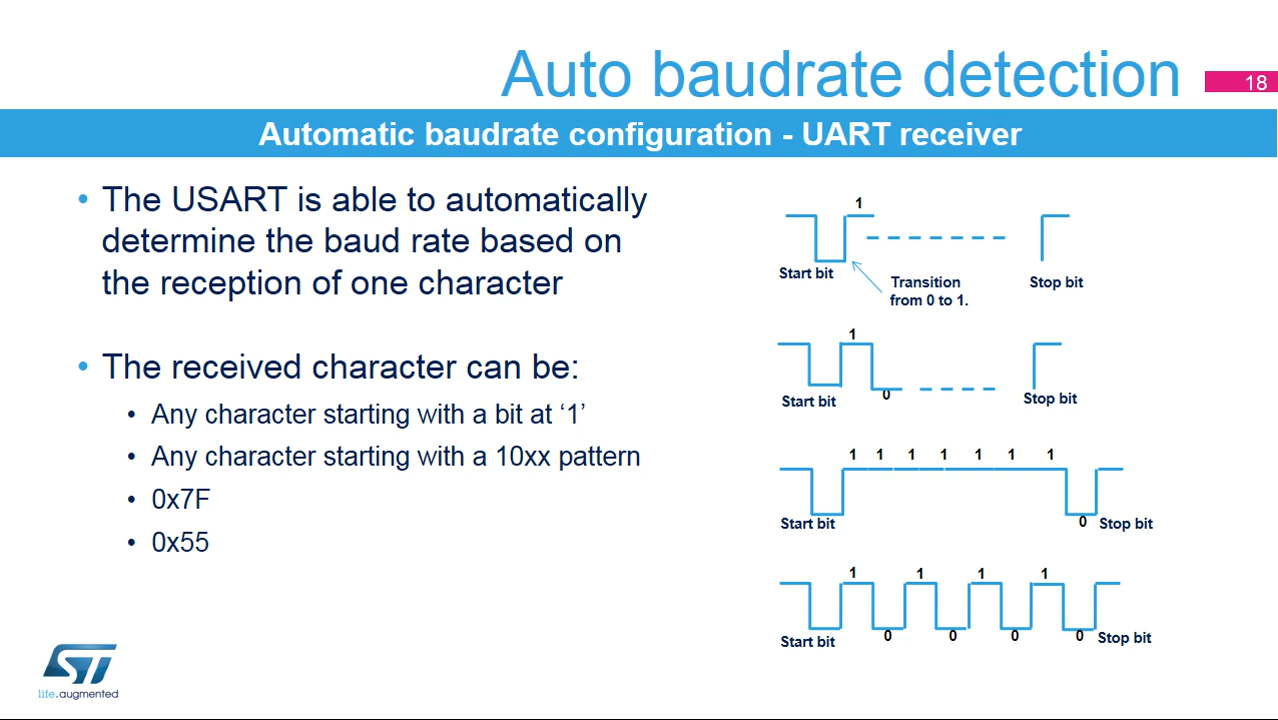 Auto baudrate detection
18
Automatic baudrate configuration - UART receiver
• The USART is able to automatically
determine the baud rate based on
the reception of one character
• The received character can be:
• Any character starting with a bit at ‘1’
• Any character starting with a 10xx pattern
• 0x7F
• 0x55
1
Start bit
Transition
from 0 to 1.
Stop bit
1
Start bit
0
Stop bit
1 1 1 1 1 1 1
Start bit
0 Stop bit
1 1 1 1
Start bit
0 0 0 0 Stop bit
ST
life.augmented